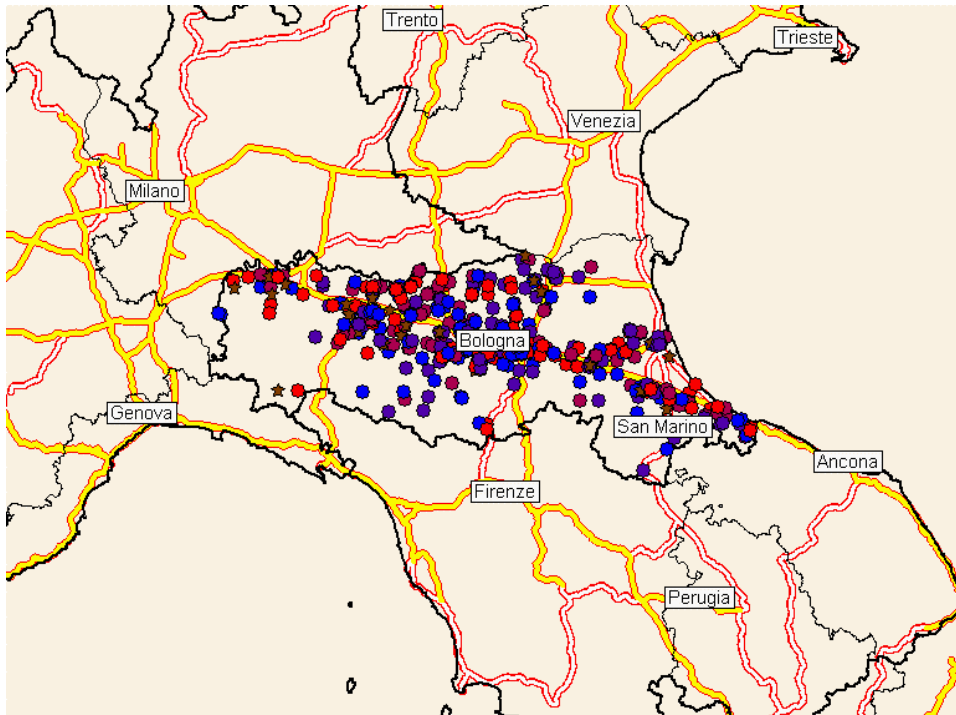 Trento
Trieste
Venezia
Milano
Bologna
Genova
San Marino
Ancona
Firenze
Perugia